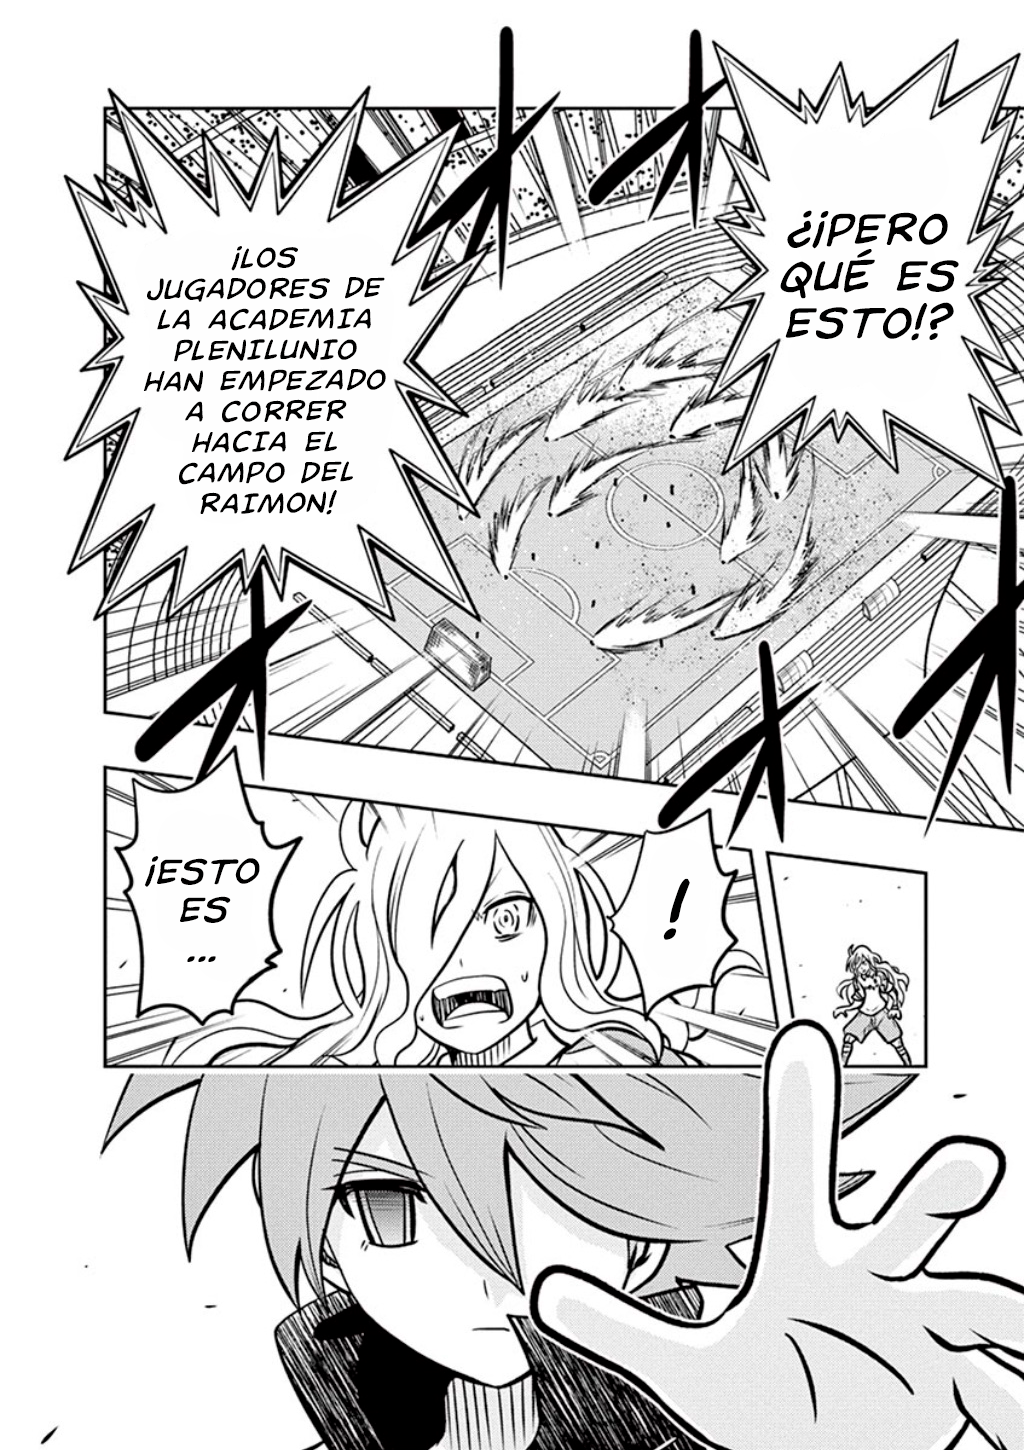 ¿¡¡PERO
QUÉ ES
ESTO!?
¡LOS
JUGADORES DE
LA ACADEMIA
PLENILUNIO
HAN EMPEZADO
A CORRER
HACIA EL
CAMPO DEL
RAIMON!
!
¡ESTO
ES
...